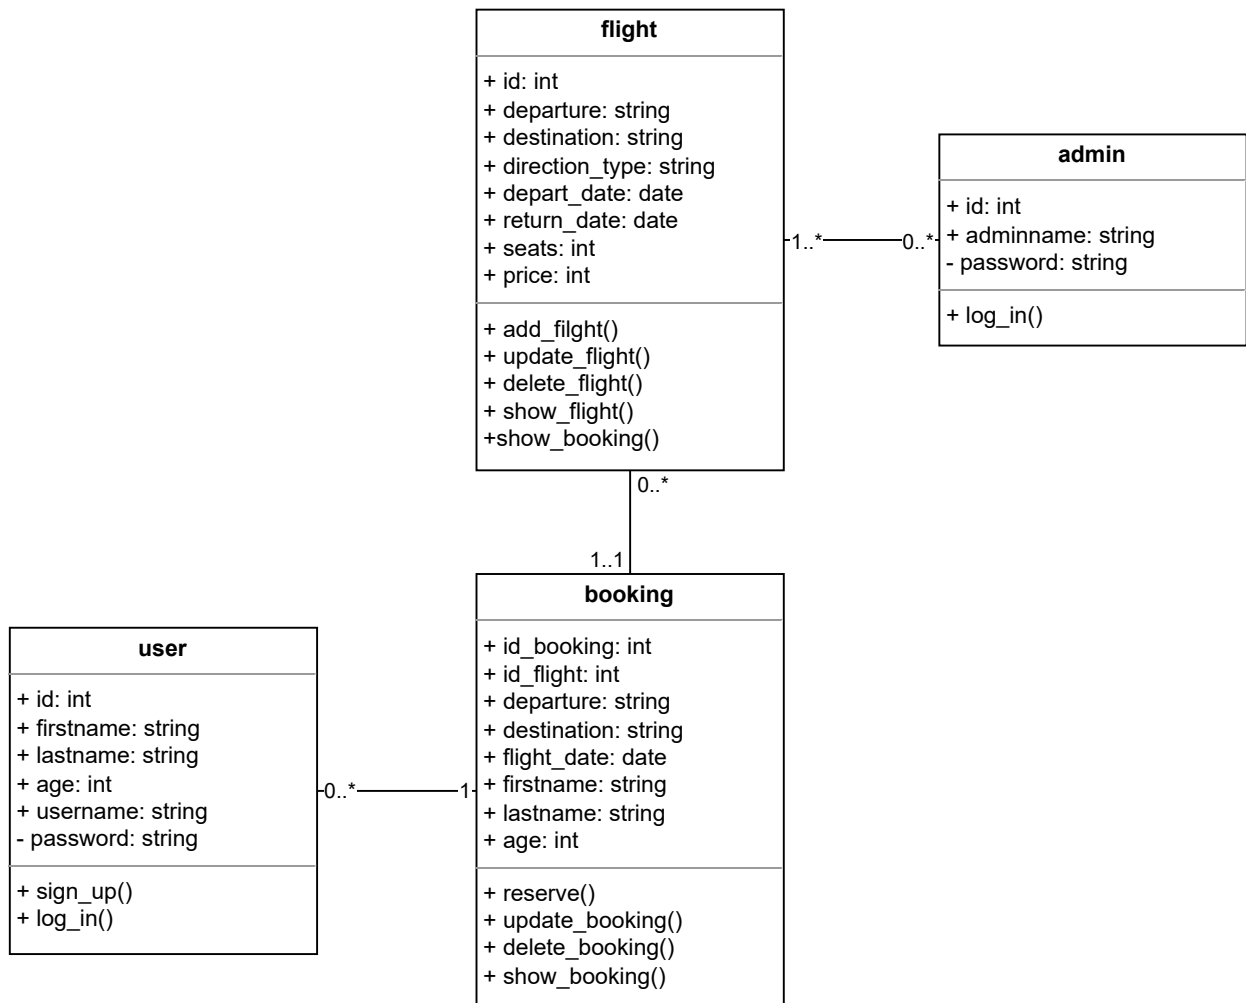 flight
+ id: int
+ departure: string
+ destination: string
+ direction_type: string
+ depart_date: date
+ return_date: date
+ seats: int
+ price: int
+ add_filght()
+ update_flight()
+ delete_flight()
+ show_flight()
+show_booking()
1..*
0..*
admin
+ id: int
+ adminname: string
- password: string
+ log_in()
0..*
1..1
booking
+ id_booking: int
+ id_flight: int
+ departure: string
+ destination: string
+ flight_date: date
+ firstname: string
+ lastname: string
+ age: int
+ reserve()
+ update_booking()
+ delete_booking()
+ show_booking()
user
+ id: int
+ firstname: string
+ lastname: string
+ age: int
+ username: string
- password: string
+ sign_up()
+ log_in()
0..*
1